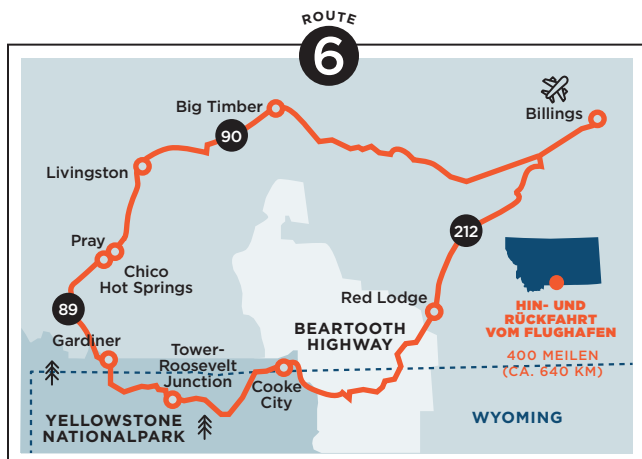 ROUTE
6
Big Timber
Billings
90
Livingston
212
Pray
Chico
Hot Springs
HIN- UND
RÜCKFAHRT
VOM FLUGHAFEN
400 MEILEN
(CA. 640 KM)
Red Lodge
89
BEARTOOTH
HIGHWAY
Gardiner
Tower-
Roosevelt
Junction
Cooke
City
YELLOWSTONE
NATIONALPARK
WYOMING